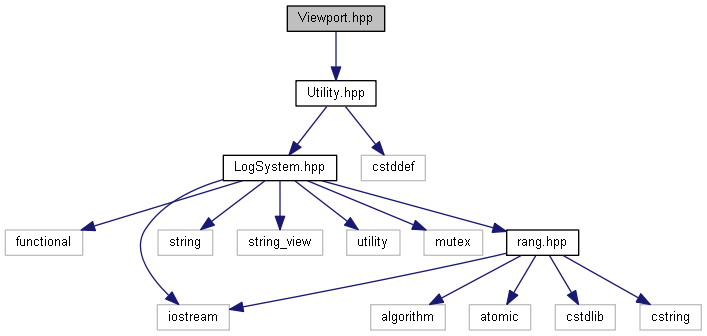 Viewport.hpp
Utility.hpp
LogSystem.hpp
cstddef
functional
string
string_view
utility
mutex
rang.hpp
iostream
algorithm
atomic
cstdlib
cstring